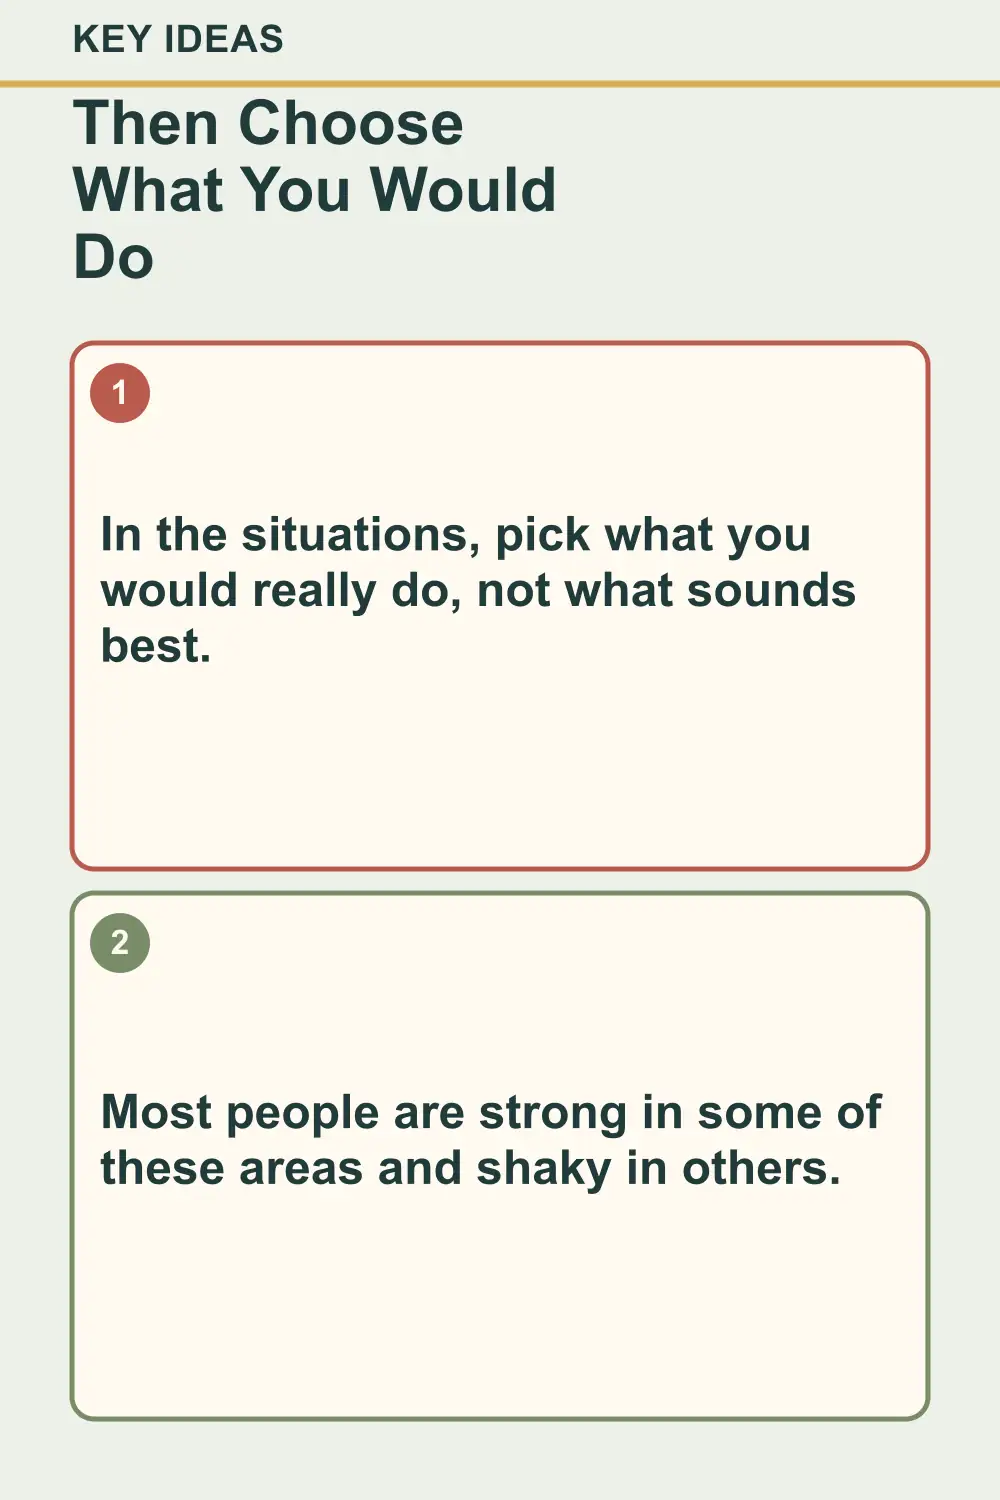 KEY IDEAS
Then Choose
What You Would
Do
1
In the situations, pick what you
would really do, not what sounds
best.
2
Most people are strong in some of
these areas and shaky in others.